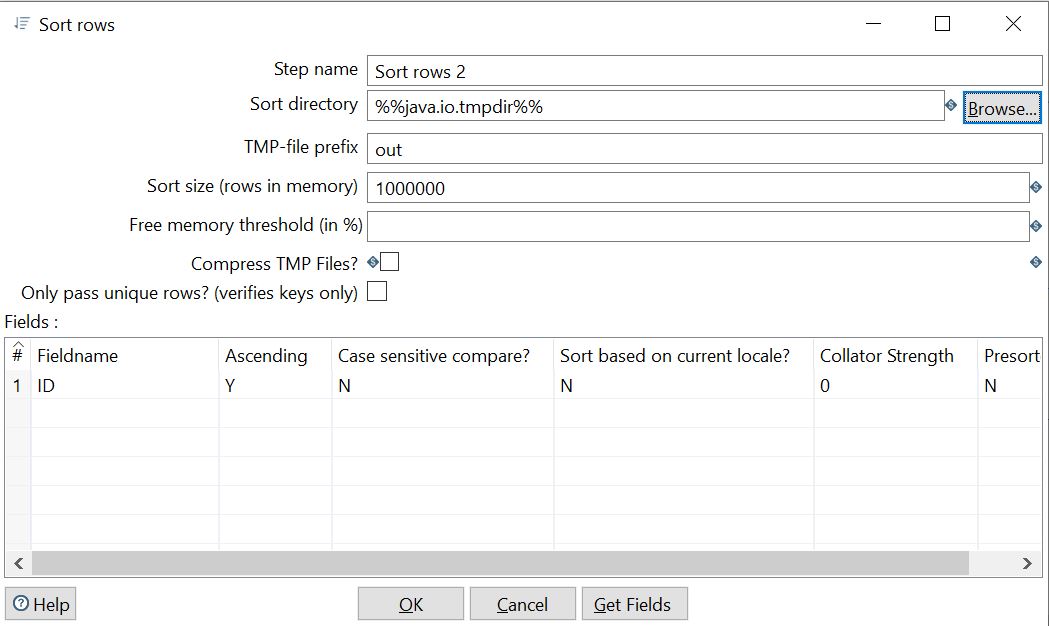 Sort rows
Step name Sort rows 2
Sort directory %%java.io.tmpdir%% Browse...
TMP-file prefix out
Sort size (rows in memory) 1000000
Free memory threshold (in %)
Compress TMP Files?
Only pass unique rows? (verifies keys only)
Fields :
# Fieldname Ascending Case sensitive compare? Sort based on current locale? Collator Strength Presort
1 ID Y N N 0 N
Help OK Cancel Get Fields